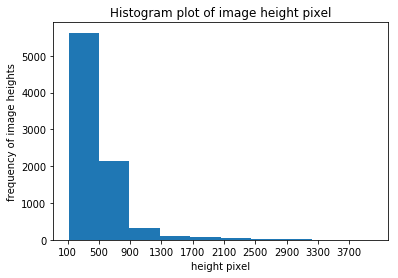 Histogram plot of image height pixel
frequency of image heights
5000
4000
3000
2000
1000
0
100 500 900 1300 1700 2100 2500 2900 3300 3700
height pixel